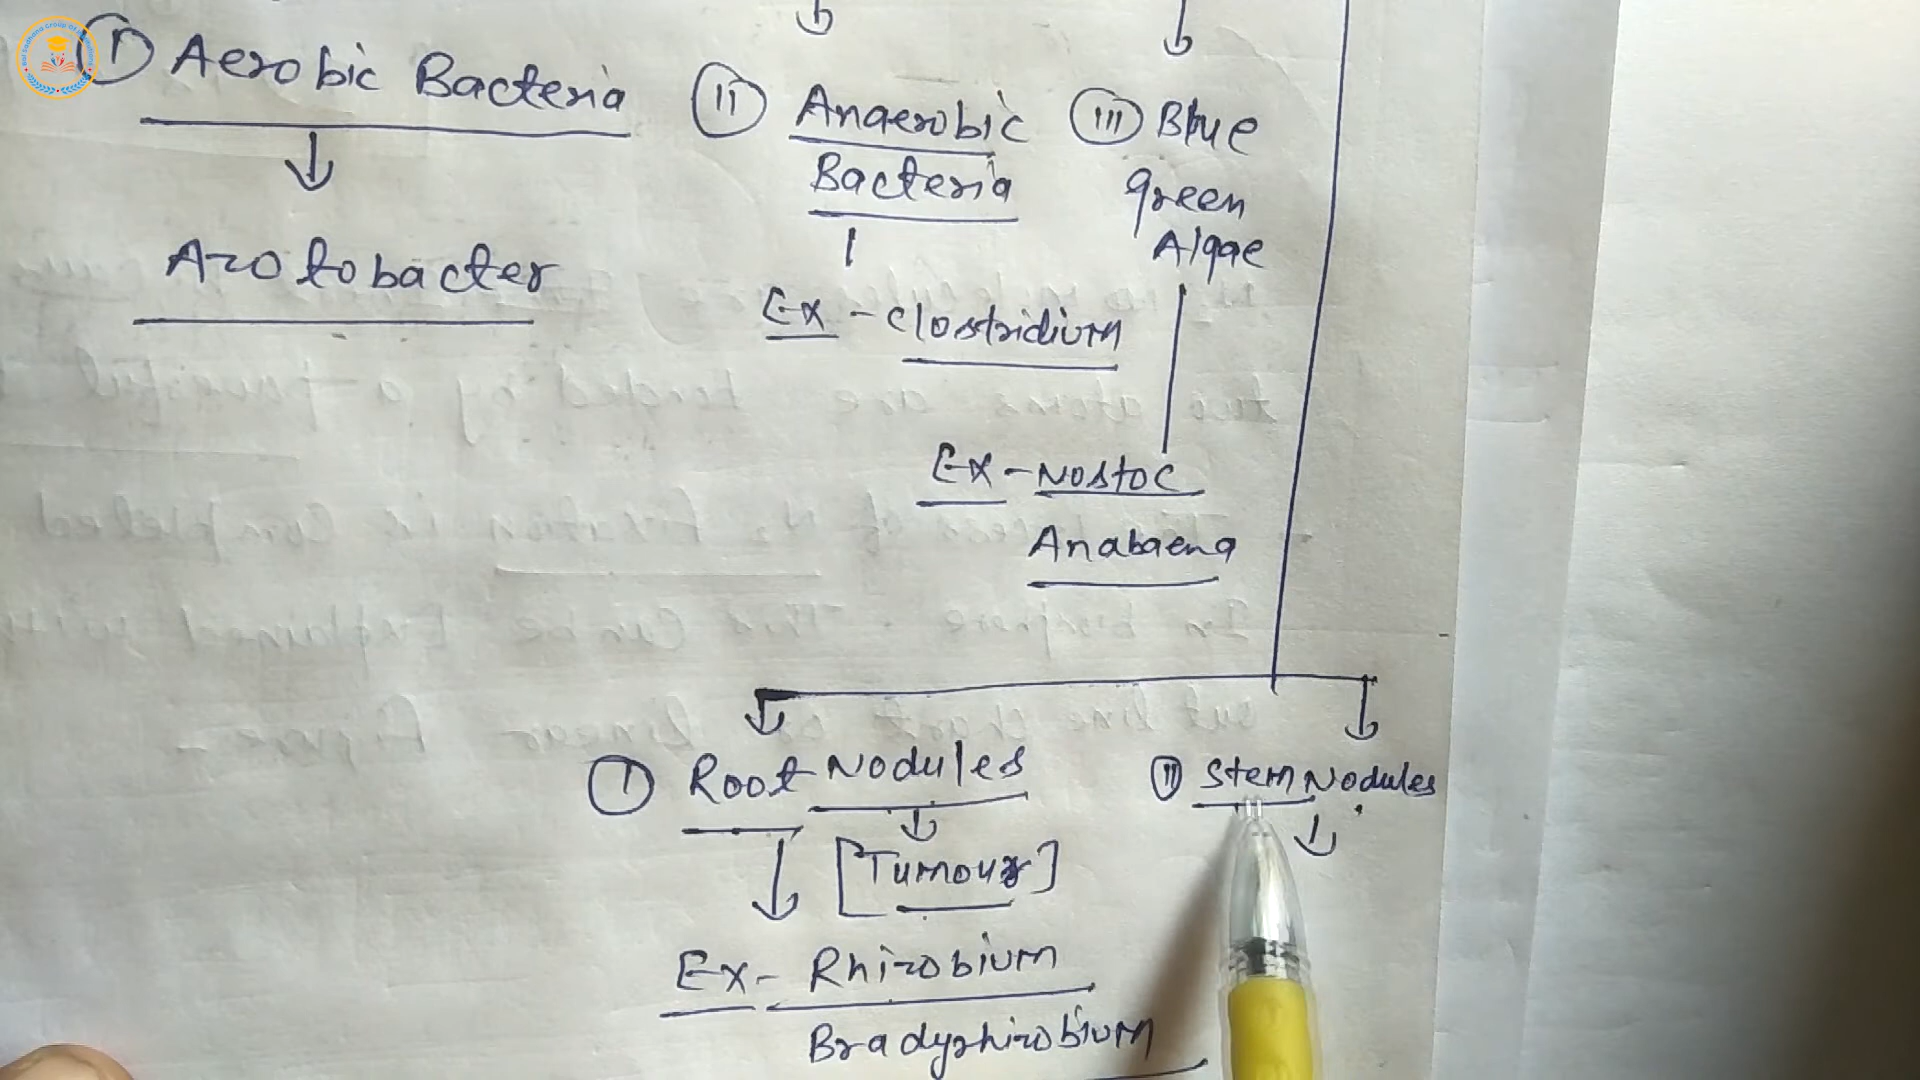 (I) Aerobic Bacteria
Azotobacter
(II) Anaerobic
Bacteria
Ex - Clostridium
(III) Blue
green
Algae
Ex - Nostoc
Anabaena
(I) Root Nodules
[Tumour]
Ex - Rhizobium
Bradyrhizobium
(II) Stem Nodules